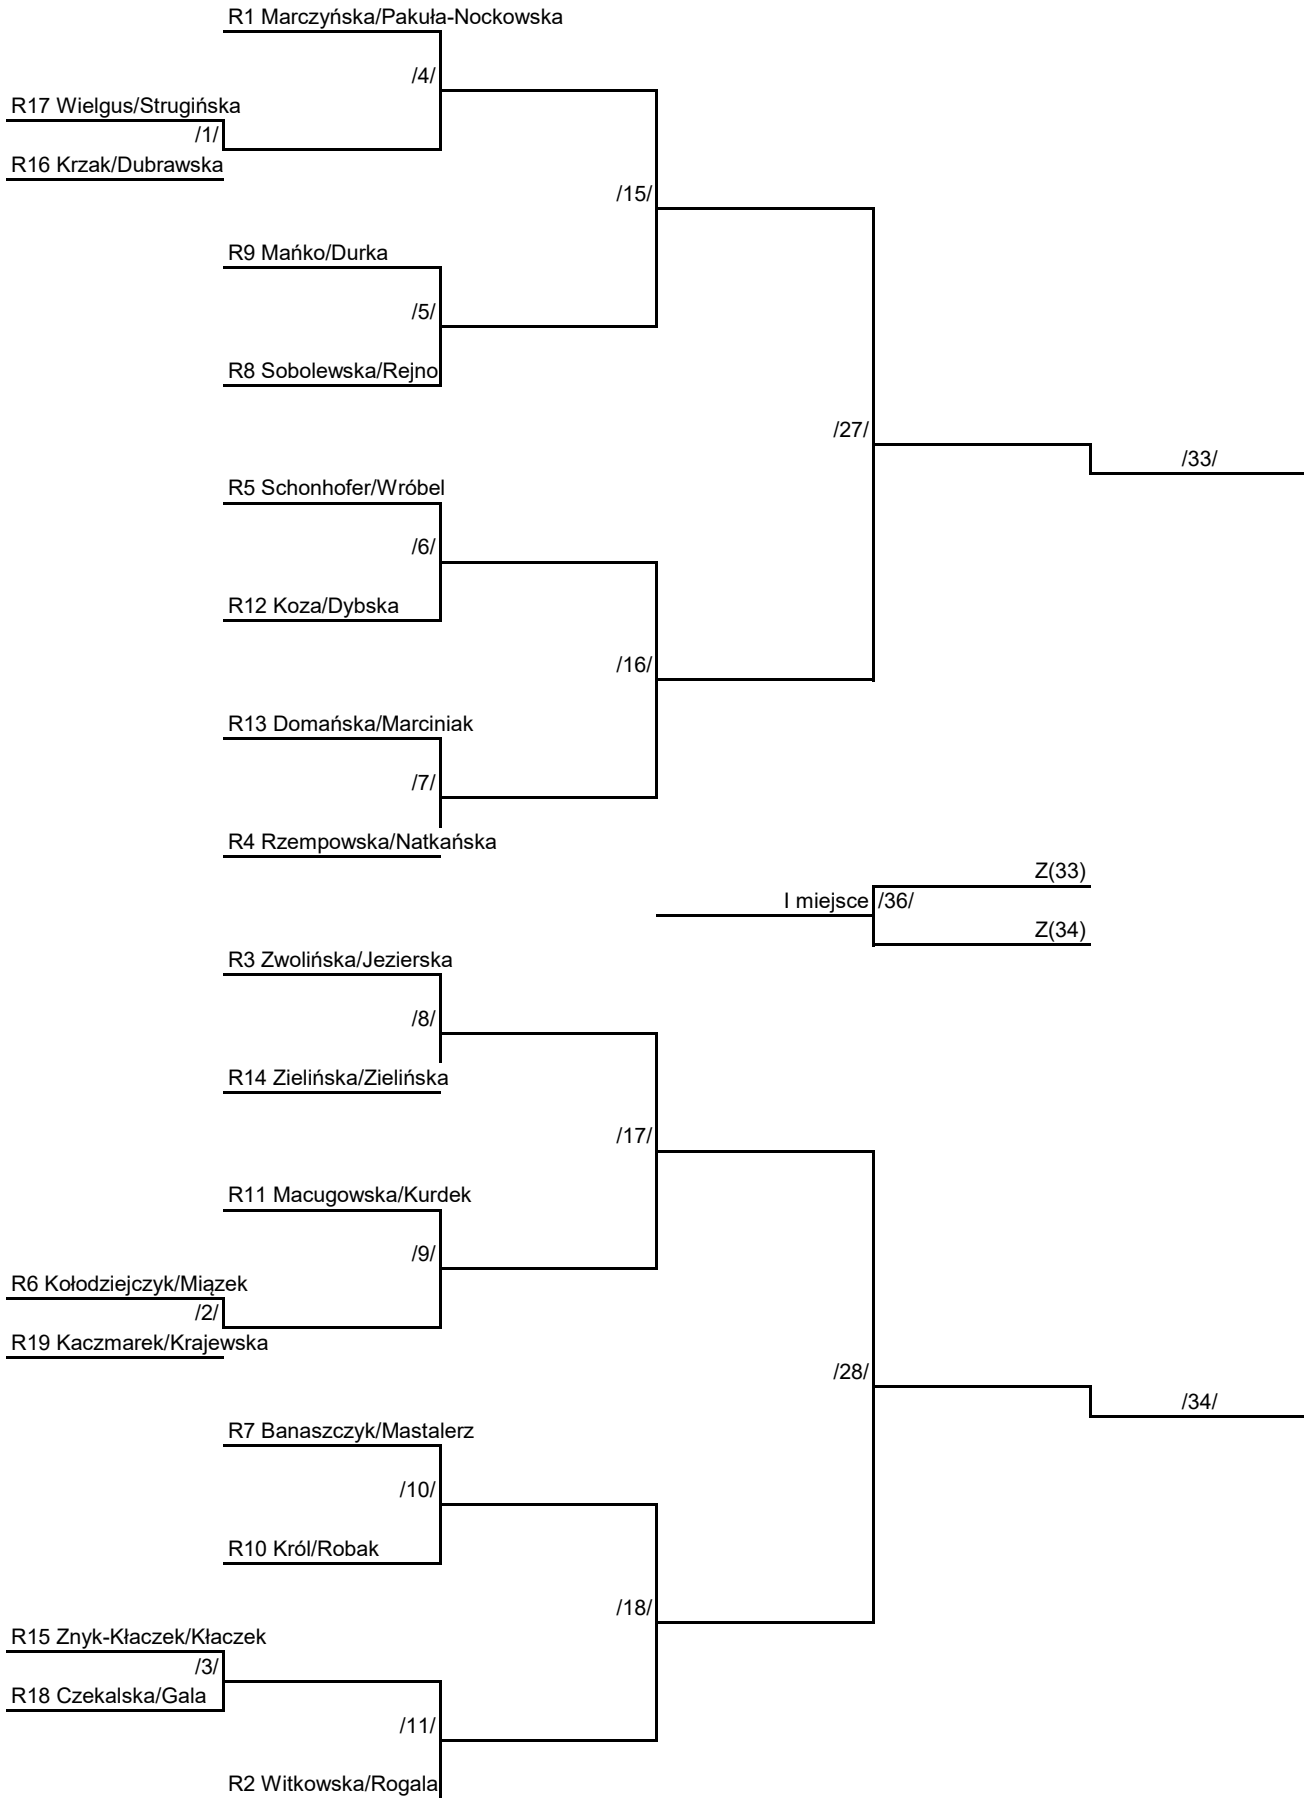 R1 Marczyńska/Pakuła-Nockowska
/4/
R17 Wielgus/Strugińska
/1/
R16 Krzak/Dubrawska
/15/
R9 Mańko/Durka
/5/
R8 Sobolewska/Rejno
/27/
/33/
R5 Schonhofer/Wróbel
/6/
R12 Koza/Dybska
/16/
R13 Domańska/Marciniak
/7/
R4 Rzempowska/Natkańska
Z(33)
I miejsce /36/
Z(34)
R3 Zwolińska/Jezierska
/8/
R14 Zielińska/Zielińska
/17/
R11 Macugowska/Kurdek
/9/
R6 Kołodziejczyk/Miązek
/2/
R19 Kaczmarek/Krajewska
/28/
/34/
R7 Banaszczyk/Mastalerz
/10/
R10 Król/Robak
/18/
R15 Znyk-Kłaczek/Kłaczek
/3/
R18 Czekalska/Gala
/11/
R2 Witkowska/Rogala